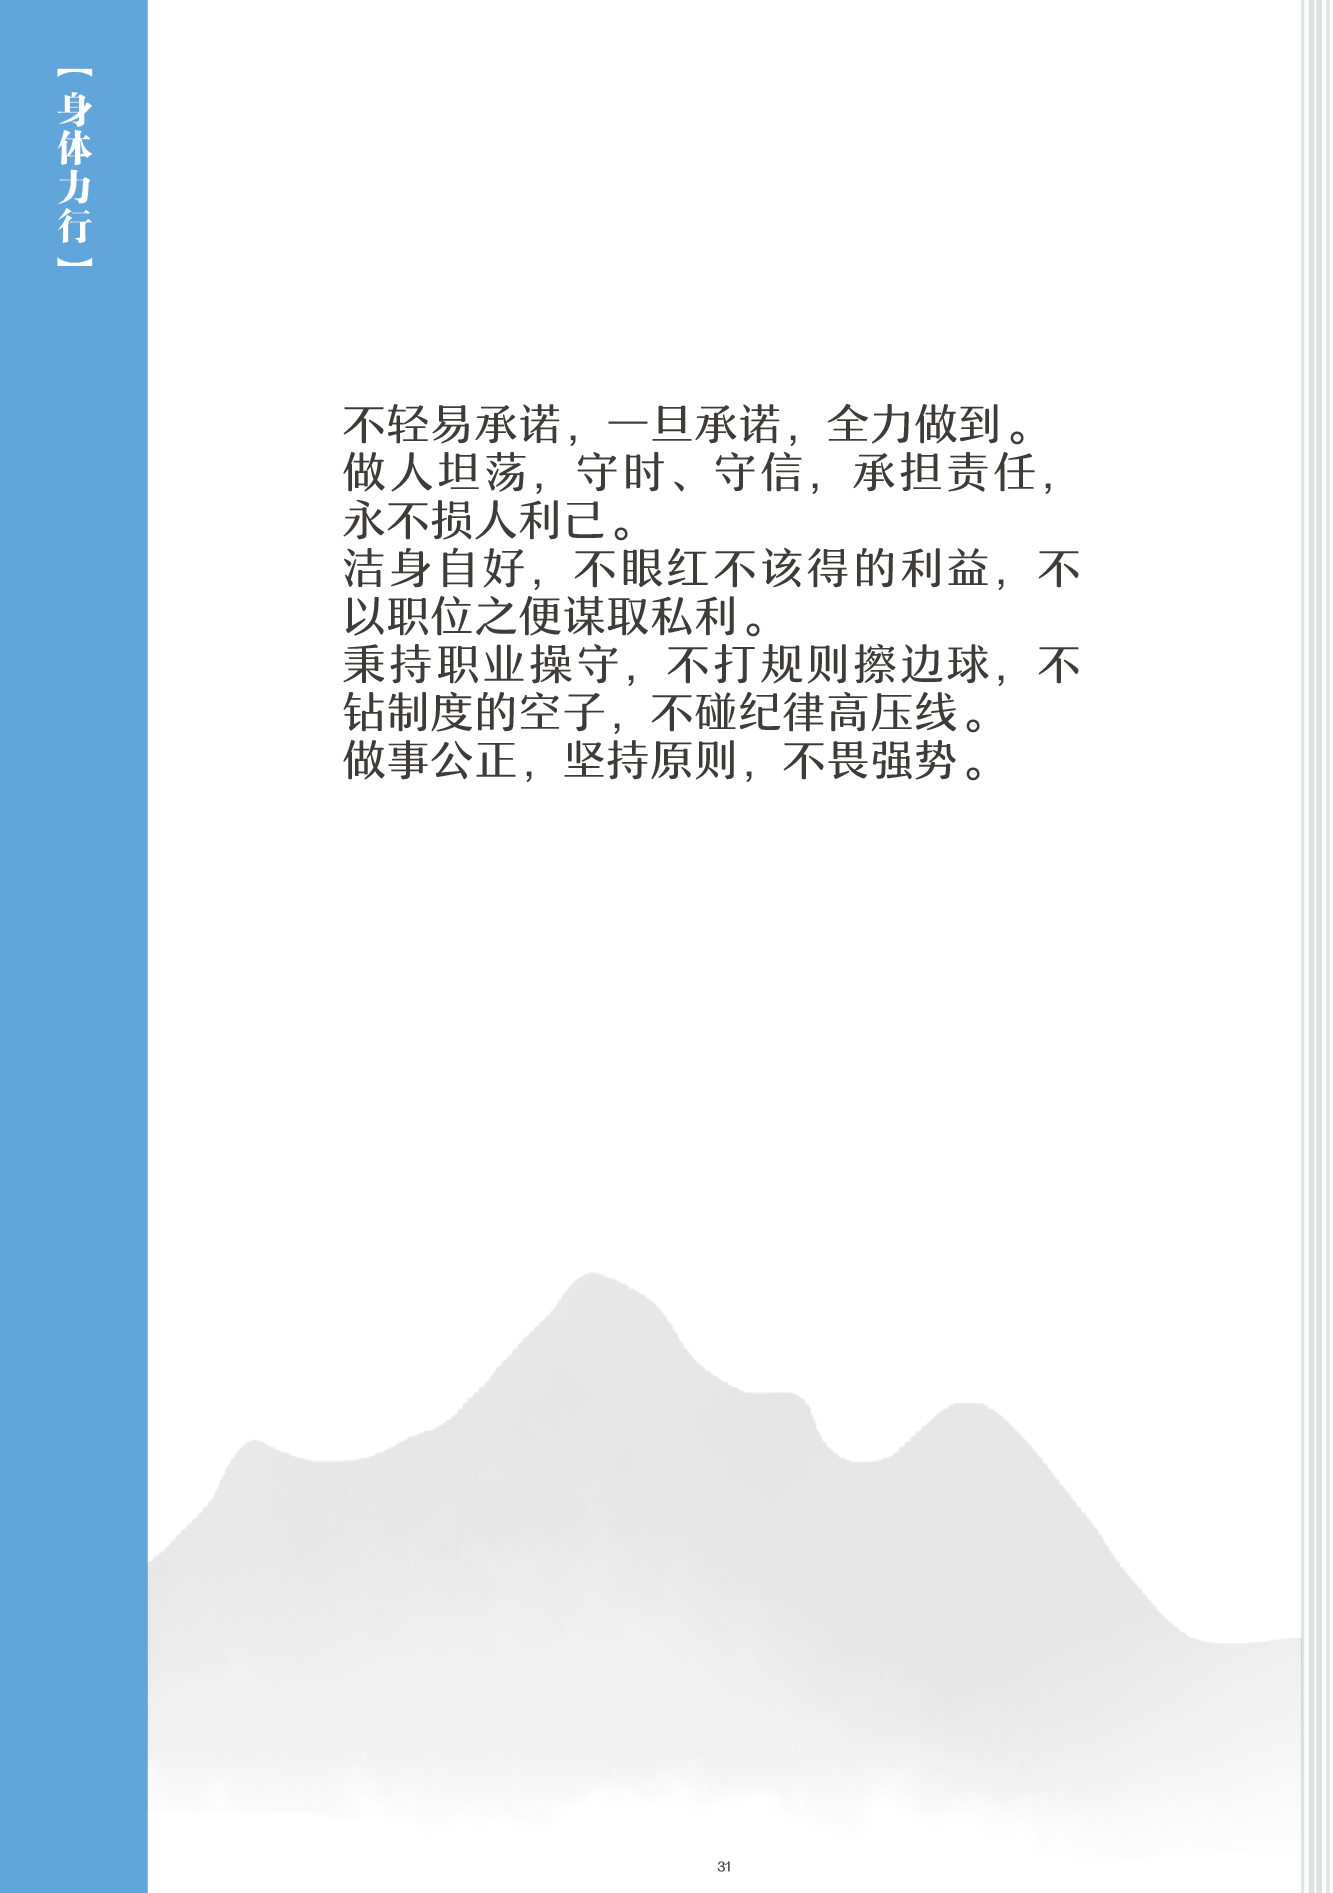 【身体力行】
不轻易承诺，一旦承诺，全力做到。
做人坦荡，守时、守信，承担责任，
永不损人利己。
洁身自好，不眼红不该得的利益，不
以职位之便谋取私利。
秉持职业操守，不打规则擦边球，不
钻制度的空子，不碰纪律高压线。
做事公正，坚持原则，不畏强势。
31